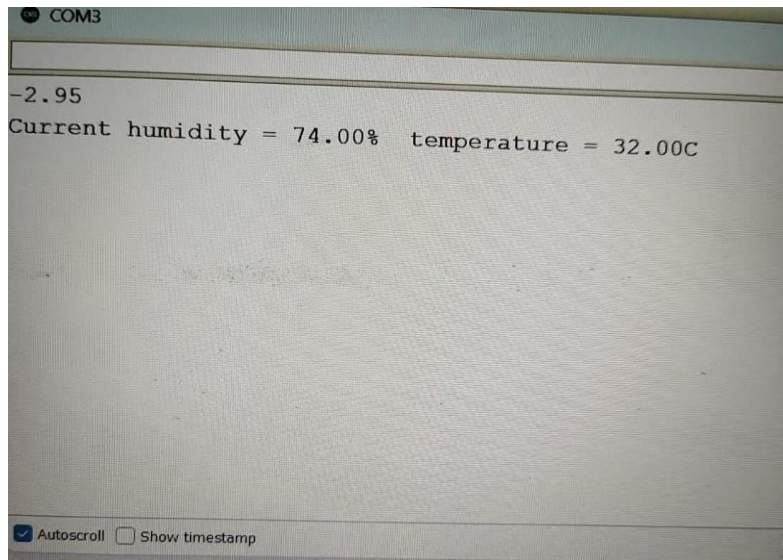 COM3
-2.95
Current humidity = 74.00% temperature = 32.00C
Autoscroll Show timestamp